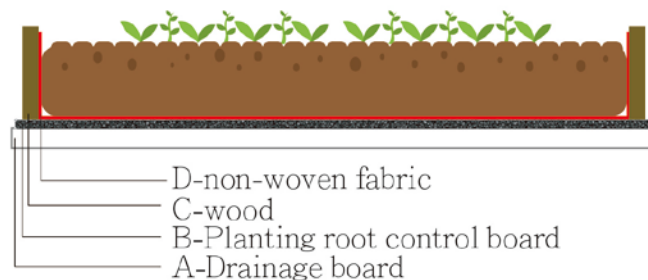 D-non-woven fabric
C-wood
B-Planting root control board
A-Drainage board